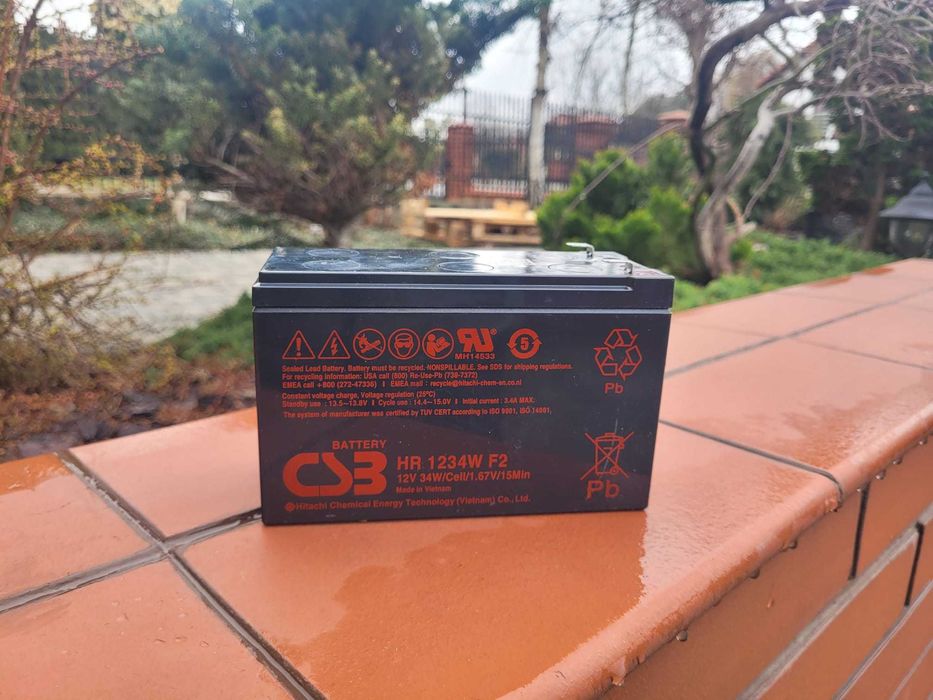 MH14533
5
Sealed Lead Battery. Battery must be recycled. NONSPILLABLE. See SDS for shipping regulations.
For recycling information: USA call (800) Re-Use-Pb (738-7372)
EMEA call +800 (272-47336) I EMEA mail : recycle@hitachi-chem-en.co.nl
Constant voltage charge, Voltage regulation (25°C)
Standby use : 13.5~13.8V I Cycle use : 14.4~15.0V I Initial current : 3.4A MAX.
The system of manufacturer was certified by TUV CERT according to ISO 9001, ISO 14001.
Pb
BATTERY
CSB
HR 1234W F2
12V 34W/Cell/1.67V/15Min
Made in Vietnam
Hitachi Chemical Energy Technology (Vietnam) Co., Ltd.
Pb